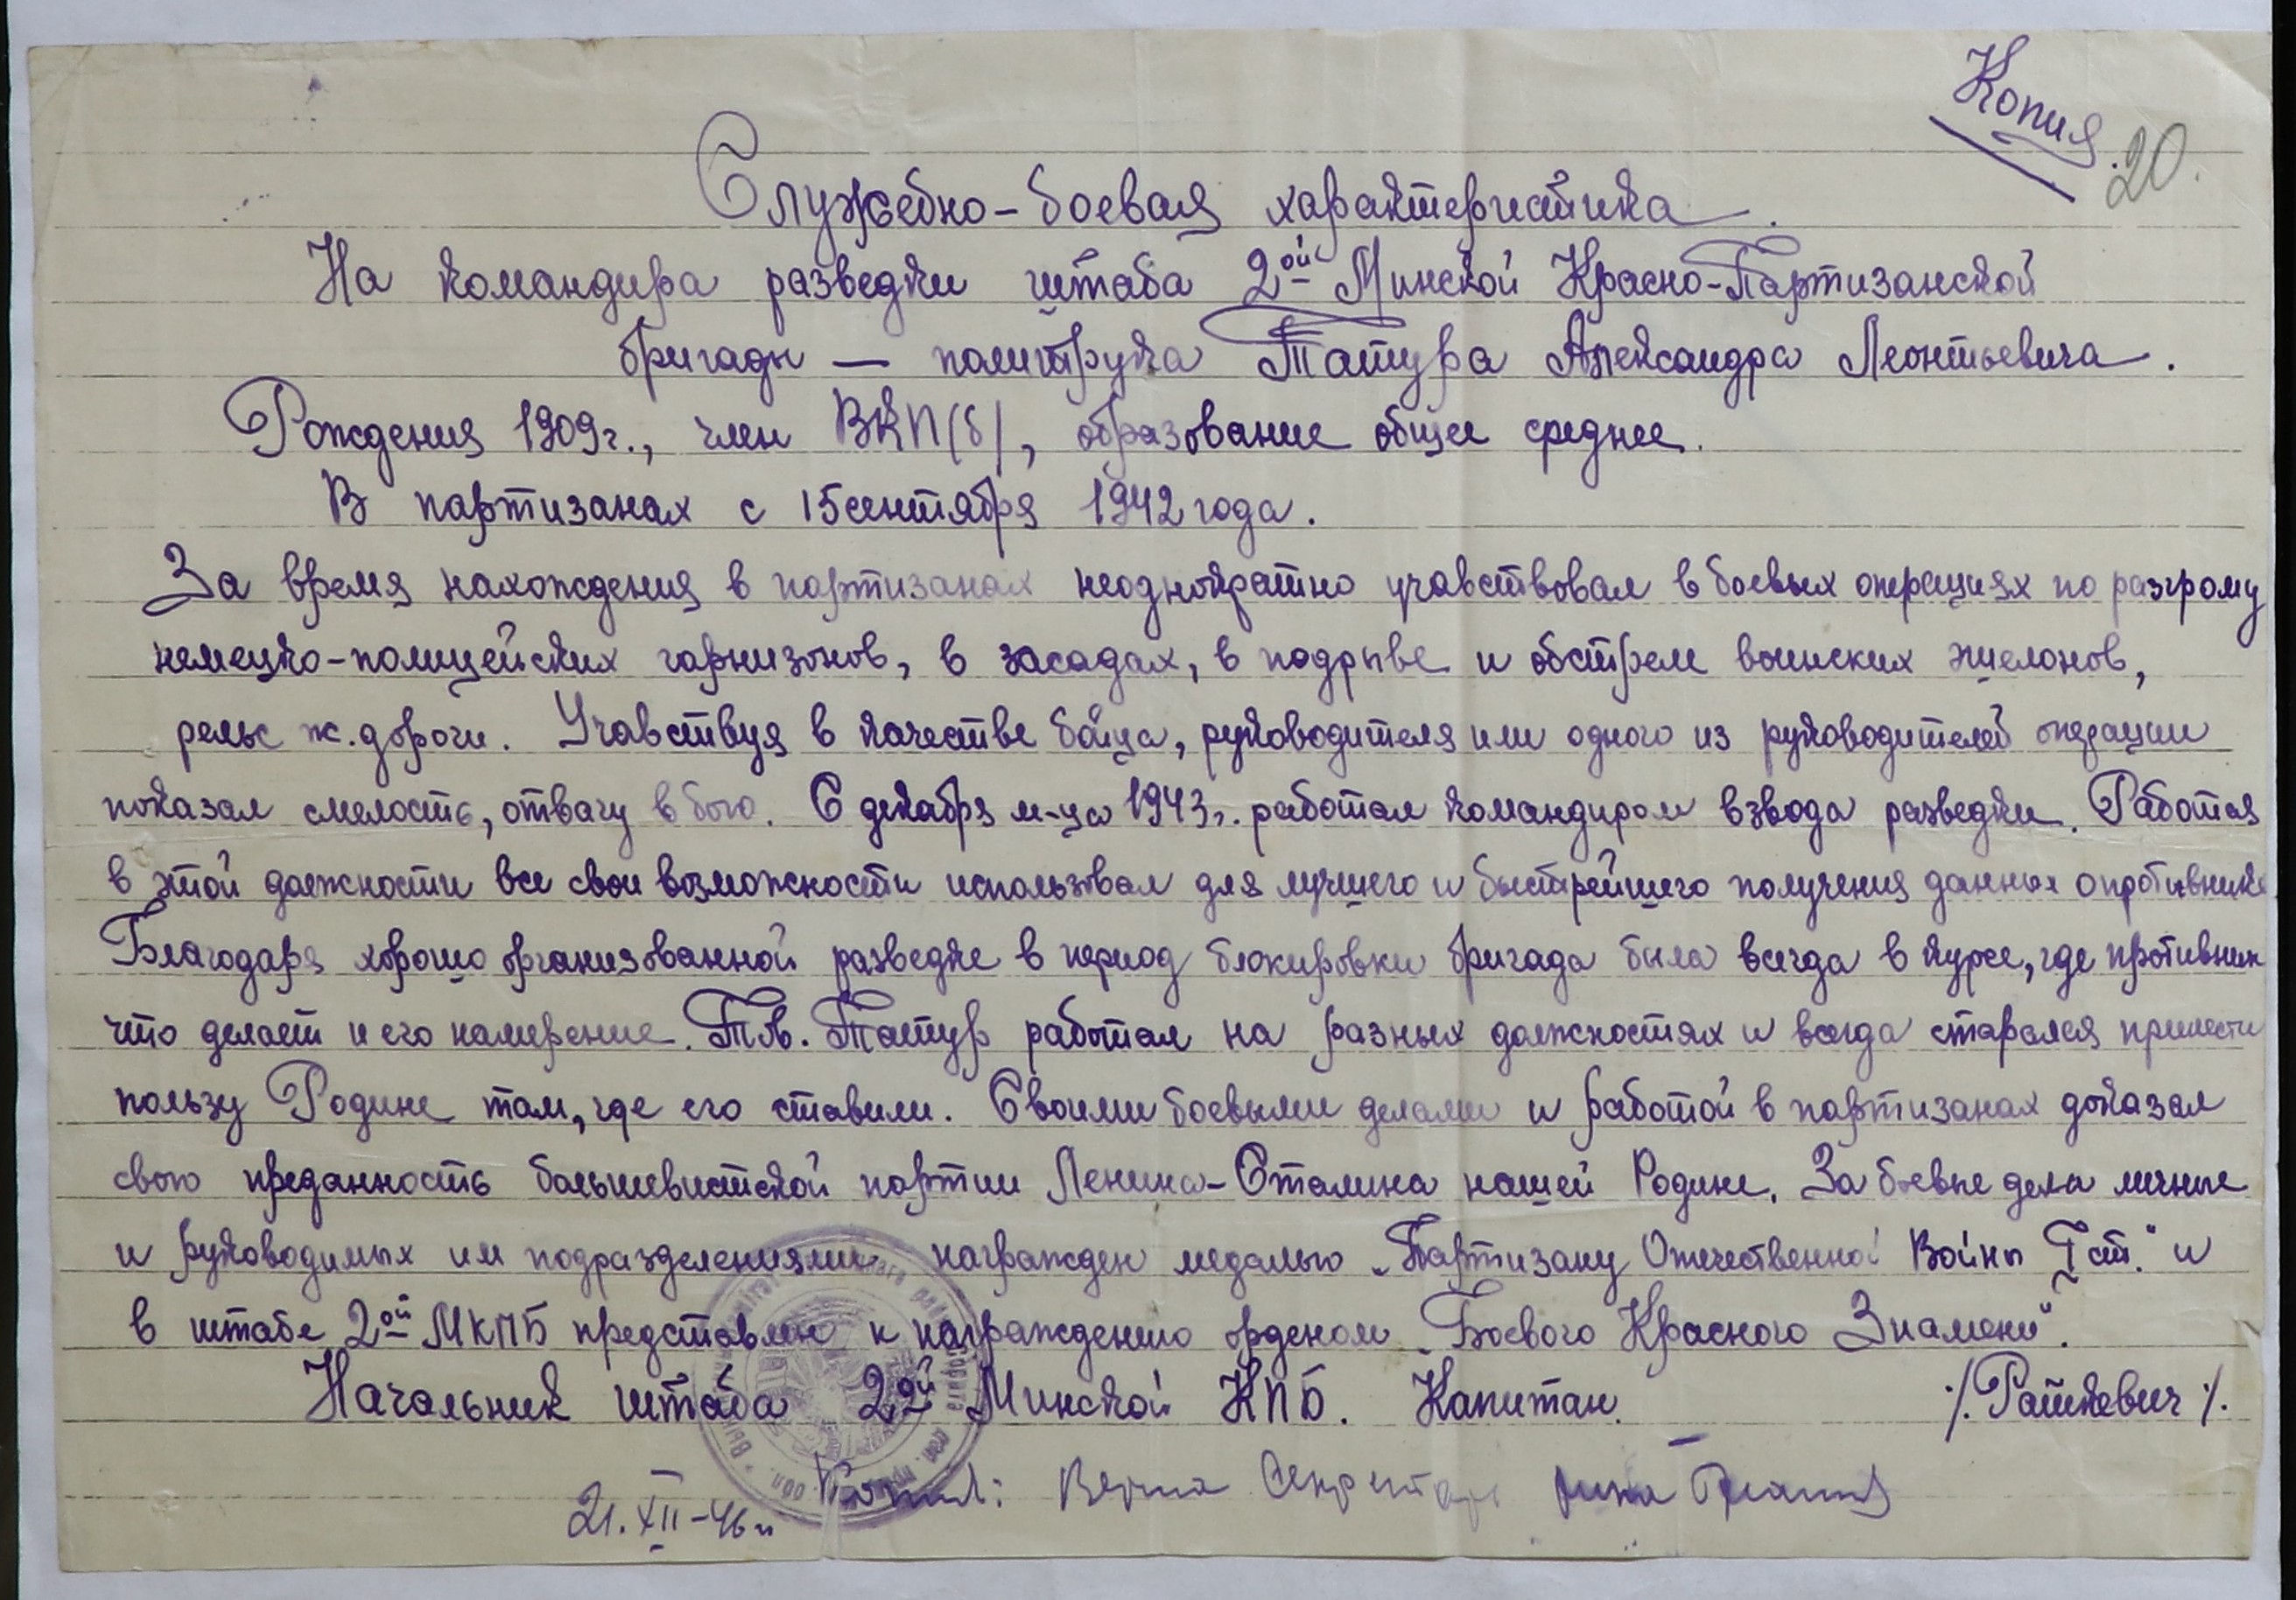 Копия.
20.
Служебно-боевая характеристика.
На командира разведки штаба 2ой Минской Красно-Партизанской
бригады — политрука Татура Александра Леонтьевича.
Рождения 1909г., член ВКП(б), образование общее среднее.
В партизанах с 15 сентября 1942 года.
За время нахождения в партизанах неоднократно учавствовал в боевых операциях по разгрому
немецко-полицейских гарнизонов, в засадах, в подрыве и обстреле воинских эшелонов,
рельс ж. дороги. Учавствуя в качестве бойца, руководителя или одного из руководителей операции
показал смелость, отвагу в бою. С декабря м-ца 1943г. работал командиром взвода разведки. Работая
в этой должности все свои возможности использовал для лучшего и быстрейшего получения данных о противнике
Благодаря хорошо организованной разведке в период блокировки бригада была всегда в курсе, где противник
что делает и его намерение. Тов. Татур работал на разных должностях и всегда старался принести
пользу Родине там, где его ставили. Своими боевыми делами и работой в партизанах доказал
свою преданность большевистской партии Ленина-Сталина нашей Родине. За боевые дела личные
и руководимых им подразделениями награжден медалью „Партизану Отечественной Войны I ст." и
в штабе 2ой МКПБ представлен к награждению орденом „Боевого Красного Знамени".
Начальник штаба 2ой Минской КПБ. Капитан. /Рашкевич/.
Верна Секретарь
21.XII-46г